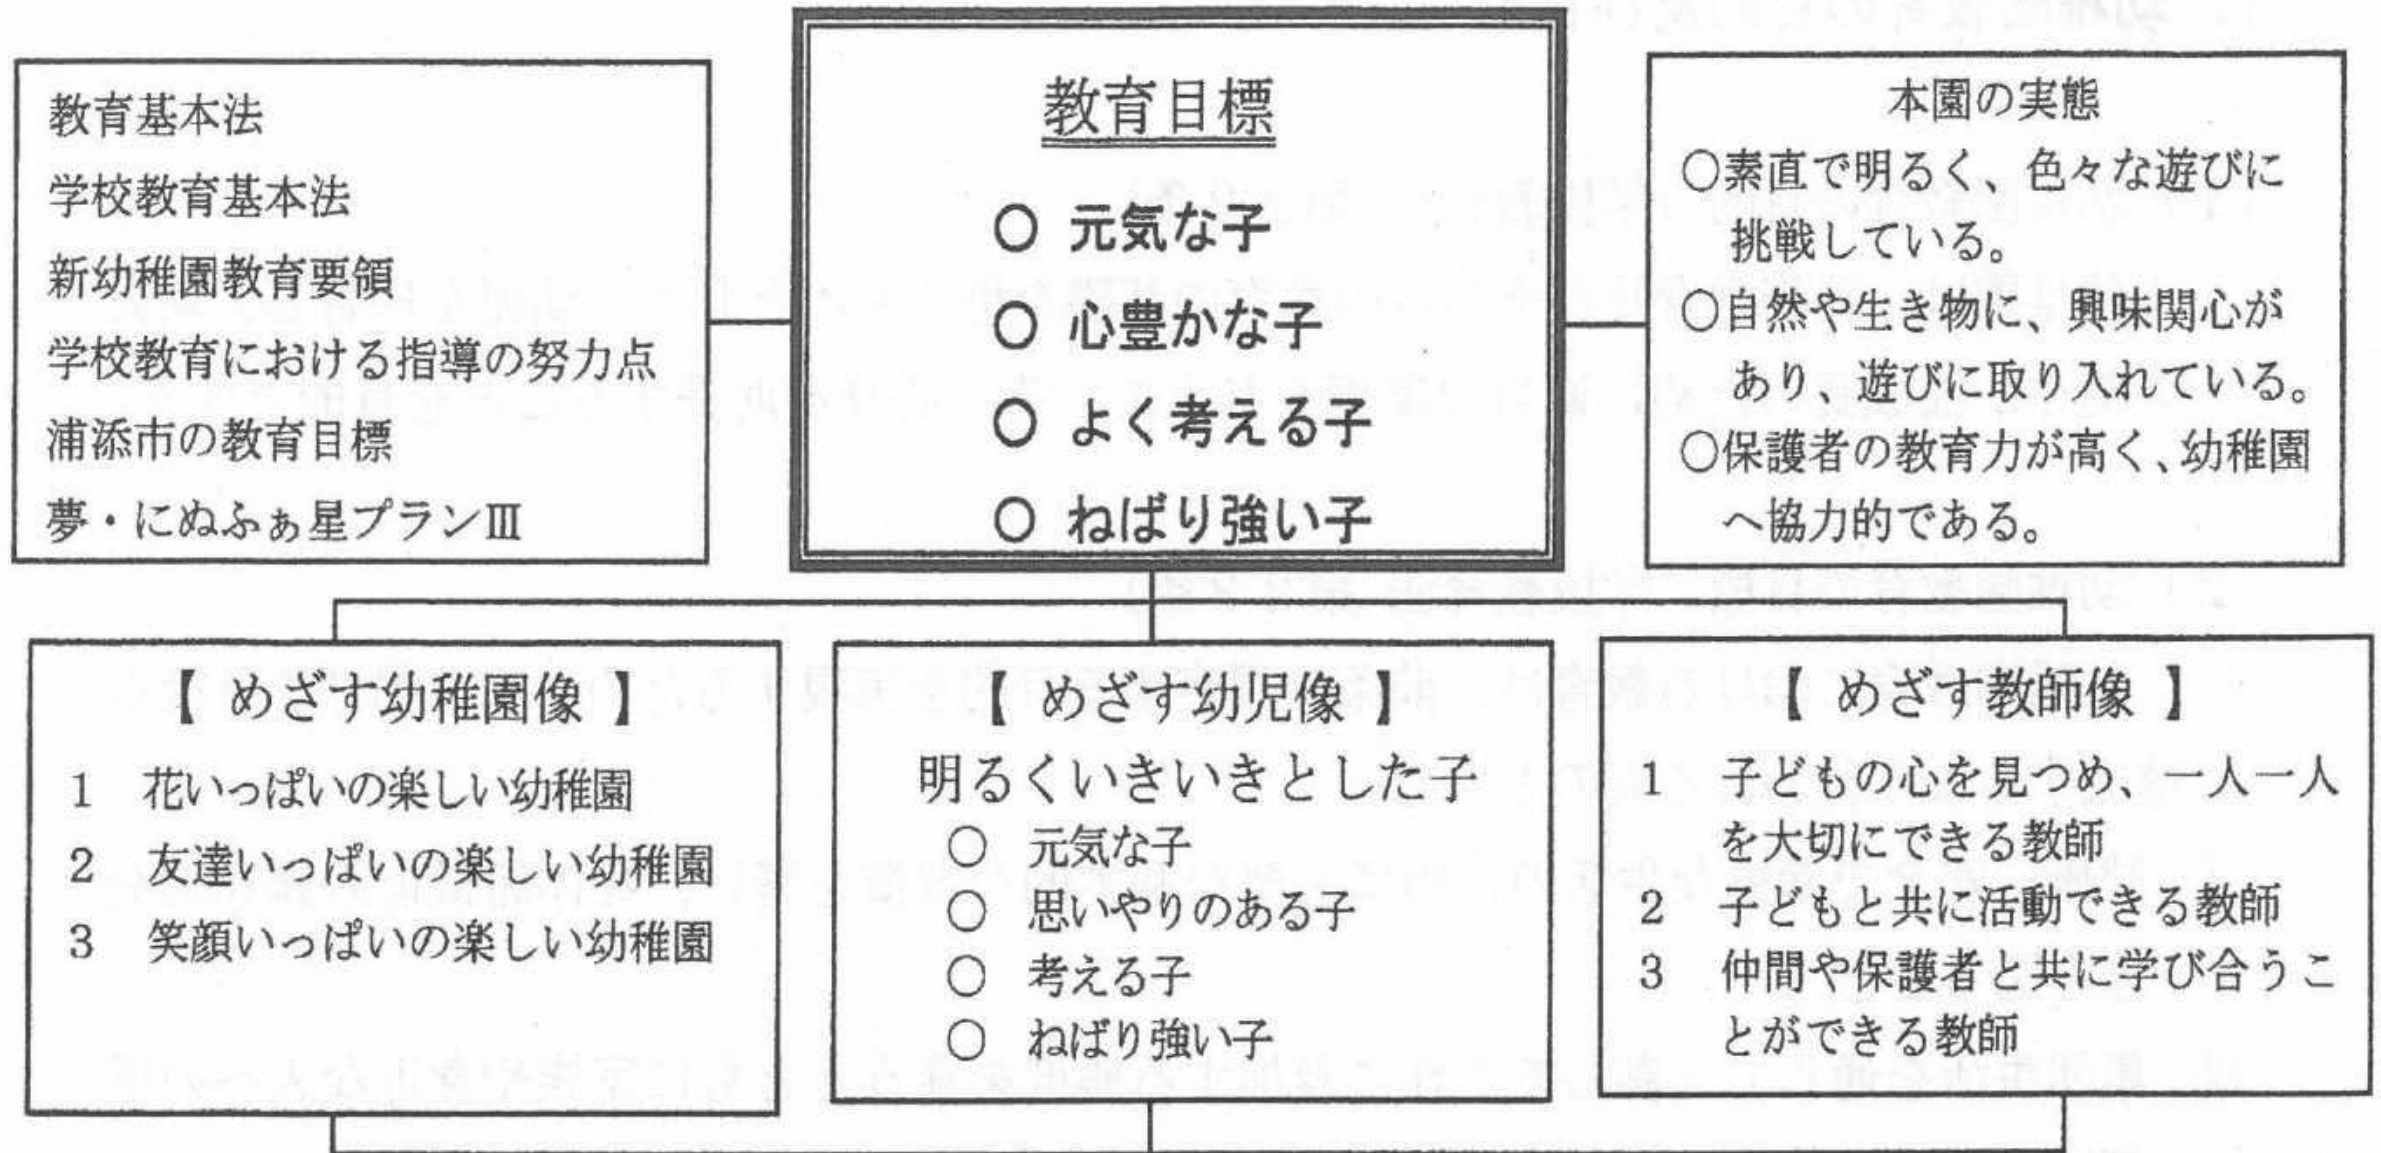 教育基本法
学校教育基本法
新幼稚園教育要領
学校教育における指導の努力点
浦添市の教育目標
夢・にぬふぁ星プランⅢ
教育目標
○ 元気な子
○ 心豊かな子
○ よく考える子
○ ねばり強い子
本園の実態
○素直で明るく、色々な遊びに
挑戦している。
○自然や生き物に、興味関心が
あり、遊びに取り入れている。
○保護者の教育力が高く、幼稚園
へ協力的である。
【 めざす幼稚園像 】
1 花いっぱいの楽しい幼稚園
2 友達いっぱいの楽しい幼稚園
3 笑顔いっぱいの楽しい幼稚園
【 めざす幼児像 】
明るくいきいきとした子
○ 元気な子
○ 思いやりのある子
○ 考える子
○ ねばり強い子
【 めざす教師像 】
1 子どもの心を見つめ、一人一人
を大切にできる教師
2 子どもと共に活動できる教師
3 仲間や保護者と共に学び合うこ
とができる教師